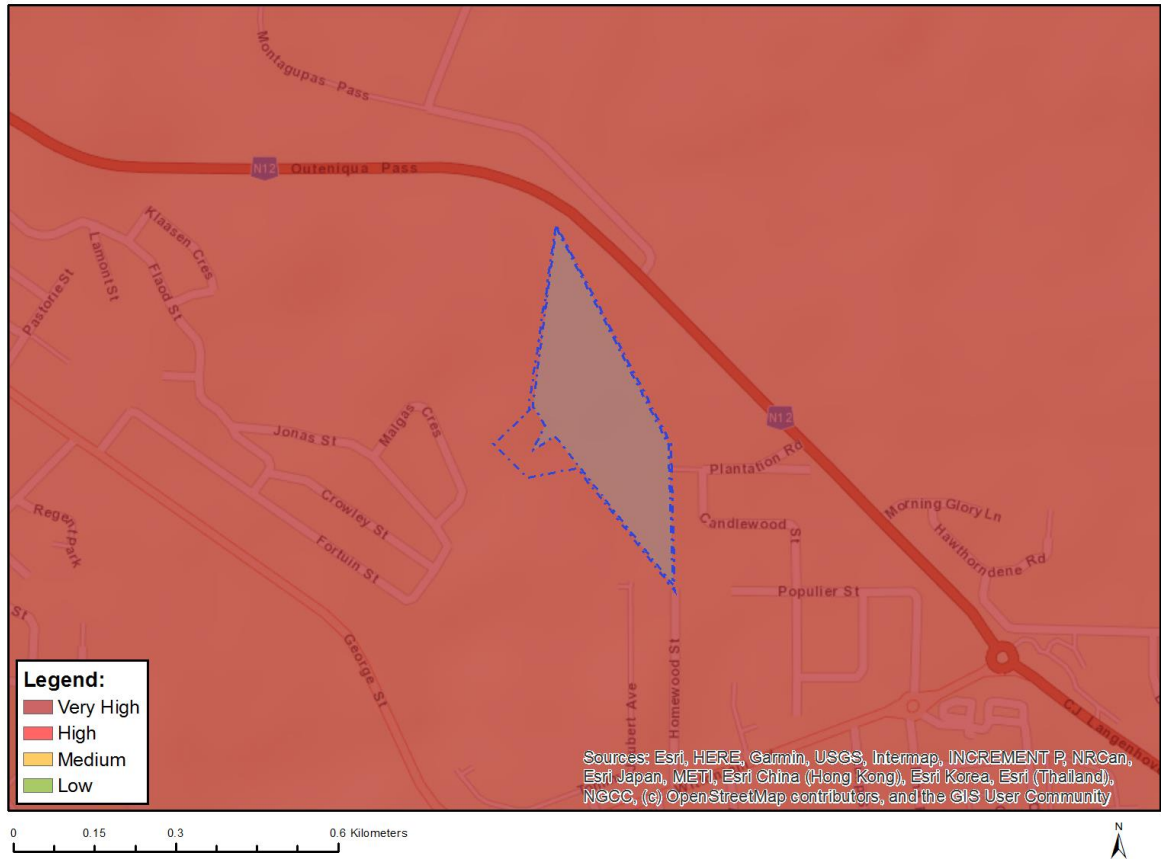 Montagupas Pass
N12
Outeniqua Pass
Klaasen Cres
Lamont St
Flaod St
Pastorie St
N12
Malgas Cres
Jonas St
Plantation Rd
Crowley St
Candlewood St
Morning Glory Ln
Regent Park
Hawthorndene Rd
Fortuin St
Populier St
St
George St
Homewood St
CJ Langenhov
Legend:
Very High
High
Medium
Low
Sources: Esri, HERE, Garmin, USGS, Intermap, INCREMENT P, NRCan,
Esri Japan, METI, Esri China (Hong Kong), Esri Korea, Esri (Thailand),
NGCC, (c) OpenStreetMap contributors, and the GIS User Community
0 0.15 0.3 0.6 Kilometers
N